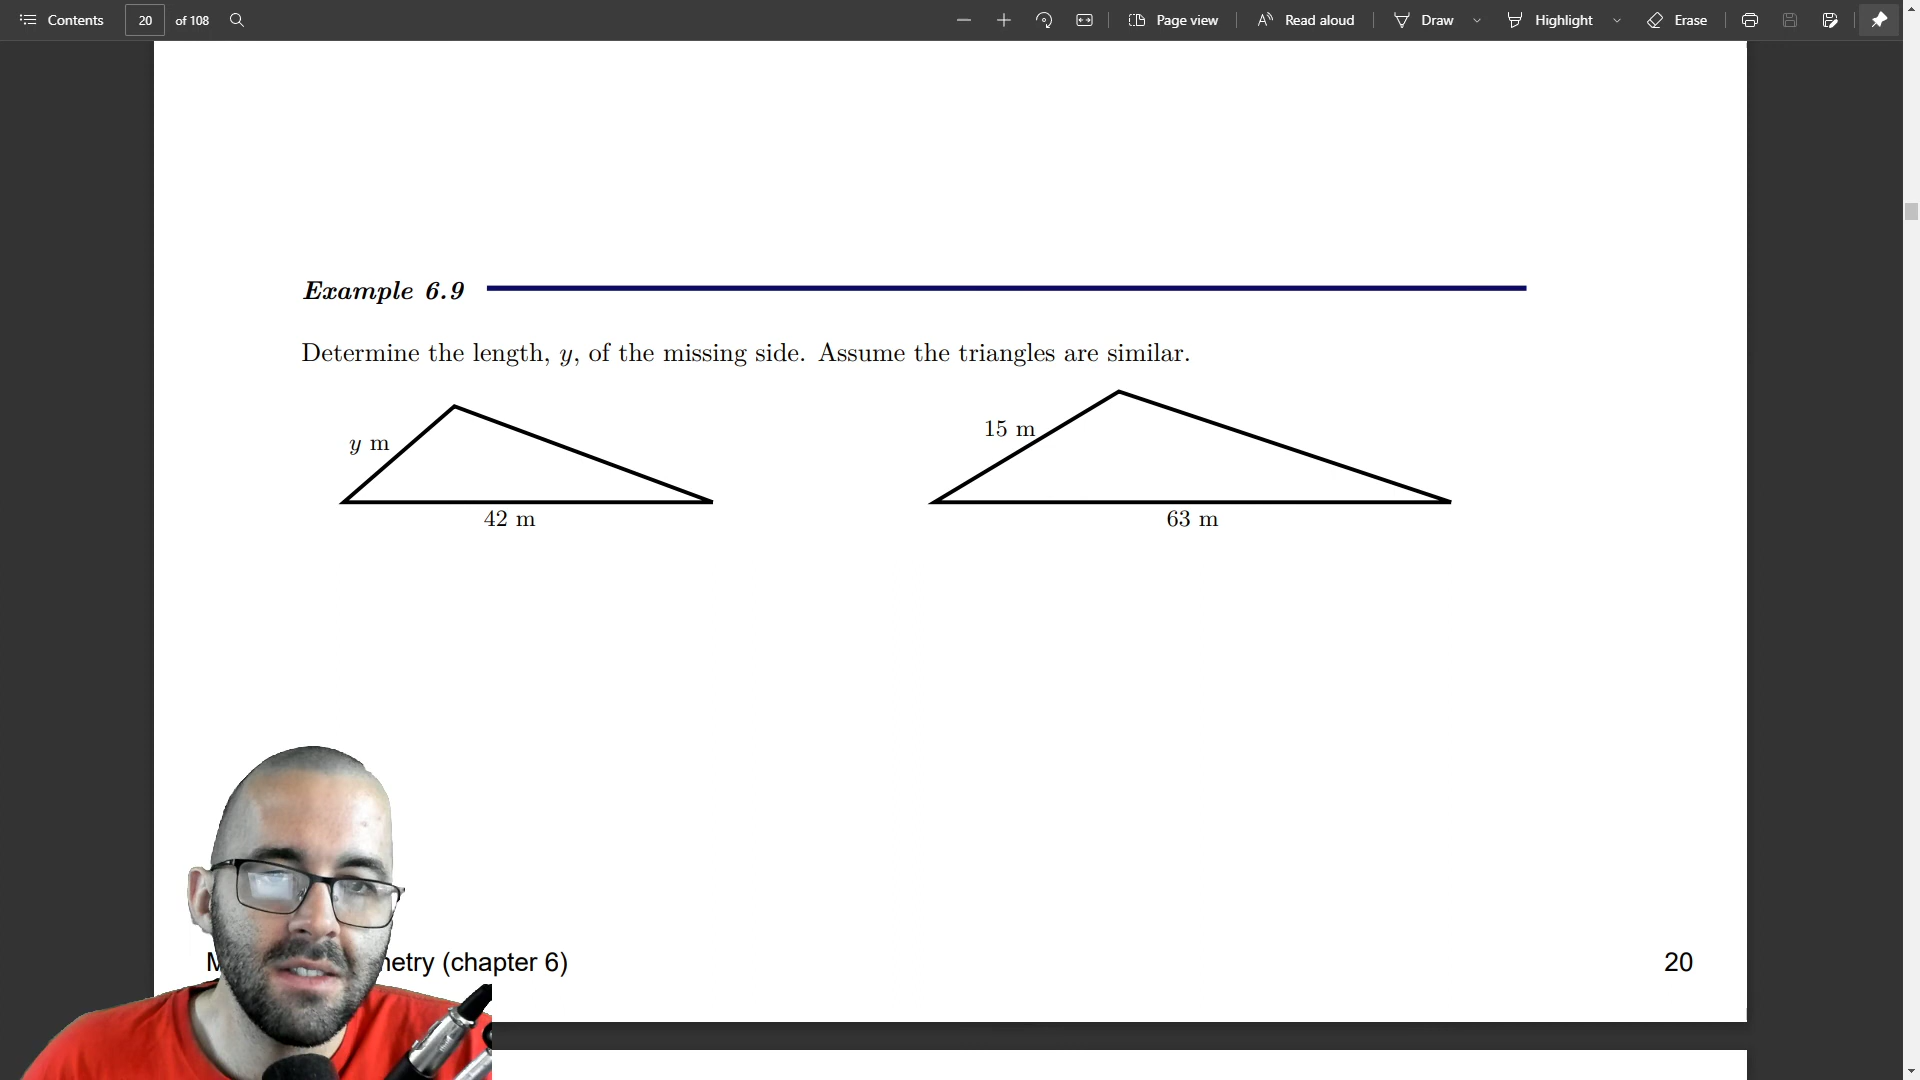 Contents 20 of 108 Page view Read aloud Draw Highlight Erase
Example 6.9
Determine the length, y, of the missing side. Assume the triangles are similar.
y m
15 m
42 m
63 m
(chapter 6)
20